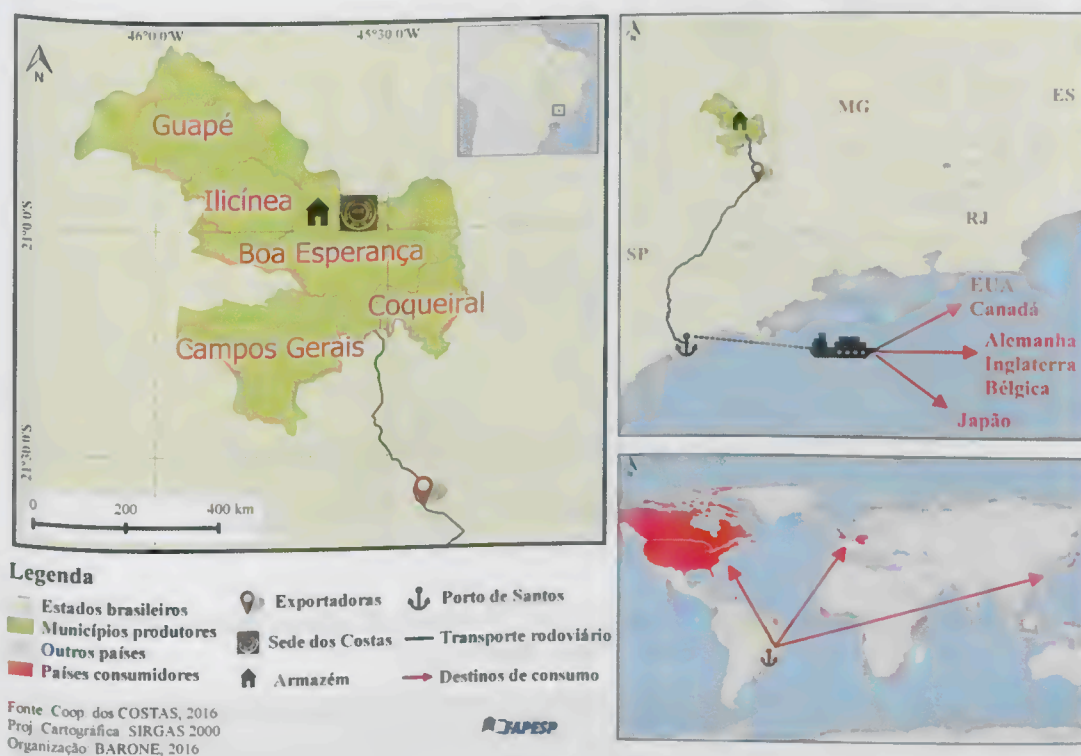 46°0'0"W
45°30'0"W
N
Guapé
Ilicínea
Boa Esperança
Coqueiral
Campos Gerais
21°0'0"S
21°30'0"S
0 200 400 km
MG
ES
RJ
SP
EUA
Canadá
Alemanha
Inglaterra
Bélgica
Japão
Legenda
Estados brasileiros
Municípios produtores
Outros países
Países consumidores
Exportadoras
Sede dos Costas
Armazém
Porto de Santos
Transporte rodoviário
Destinos de consumo
Fonte Coop dos COSTAS, 2016
Proj Cartográfica SIRGAS 2000
Organização BARONE, 2016
FAPESP